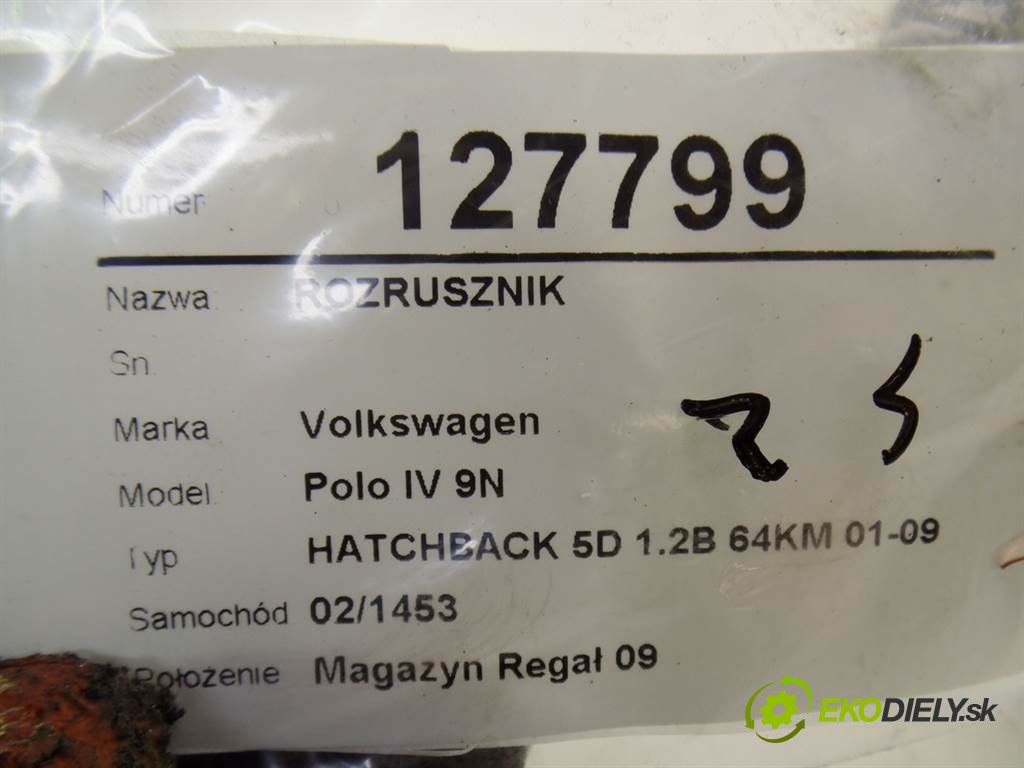 Numer 127799
Nazwa ROZRUSZNIK
Sn
Marka Volkswagen
Model Polo IV 9N
Typ HATCHBACK 5D 1.2B 64KM 01-09
Samochód 02/1453
Położenie Magazyn Regał 09
EKODIELY.sk